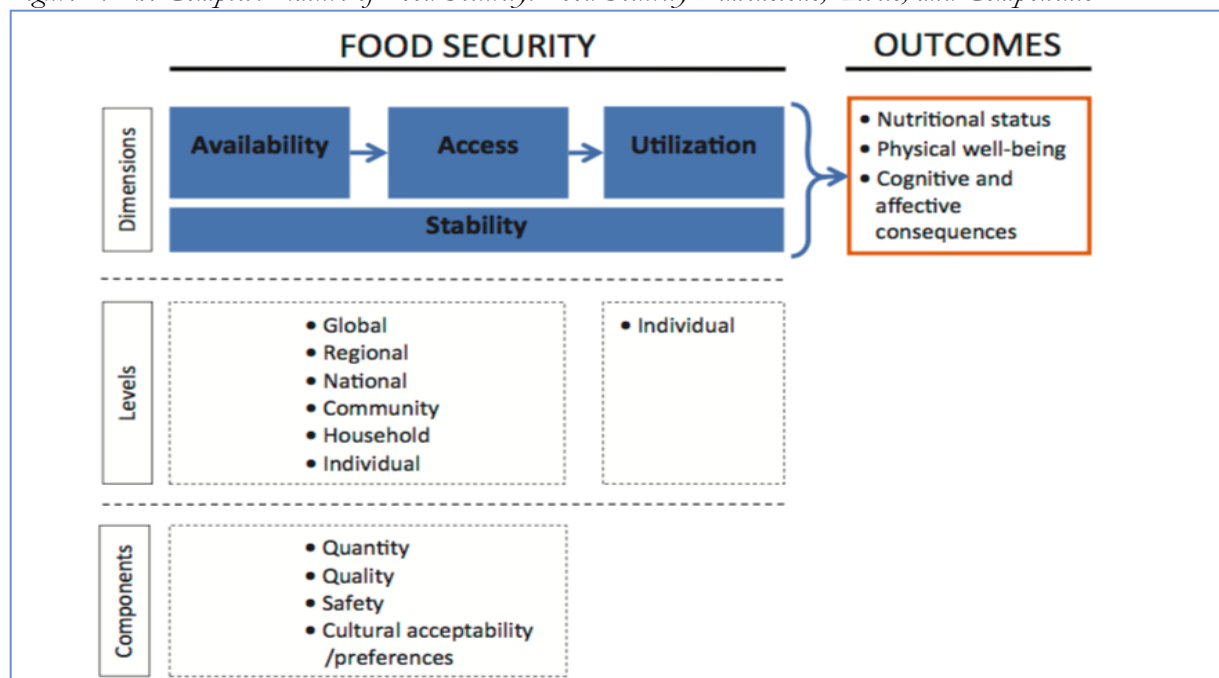 FOOD SECURITY
OUTCOMES
Dimensions
Availability
Access
Utilization
Stability
• Nutritional status
• Physical well-being
• Cognitive and
affective
consequences
Levels
• Global
• Regional
• National
• Community
• Household
• Individual
• Individual
Components
• Quantity
• Quality
• Safety
• Cultural acceptability
/preferences